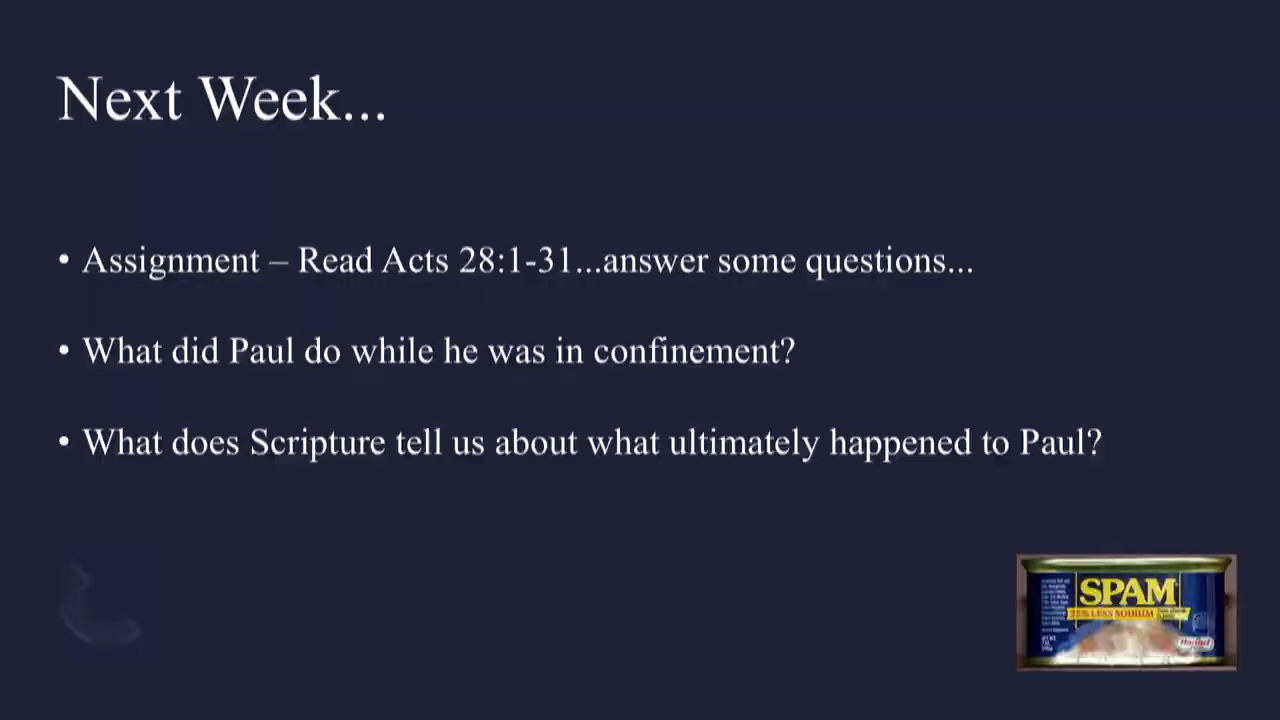 Next Week...
• Assignment – Read Acts 28:1-31...answer some questions...
• What did Paul do while he was in confinement?
• What does Scripture tell us about what ultimately happened to Paul?
SPAM
25% LESS SODIUM
Hormel